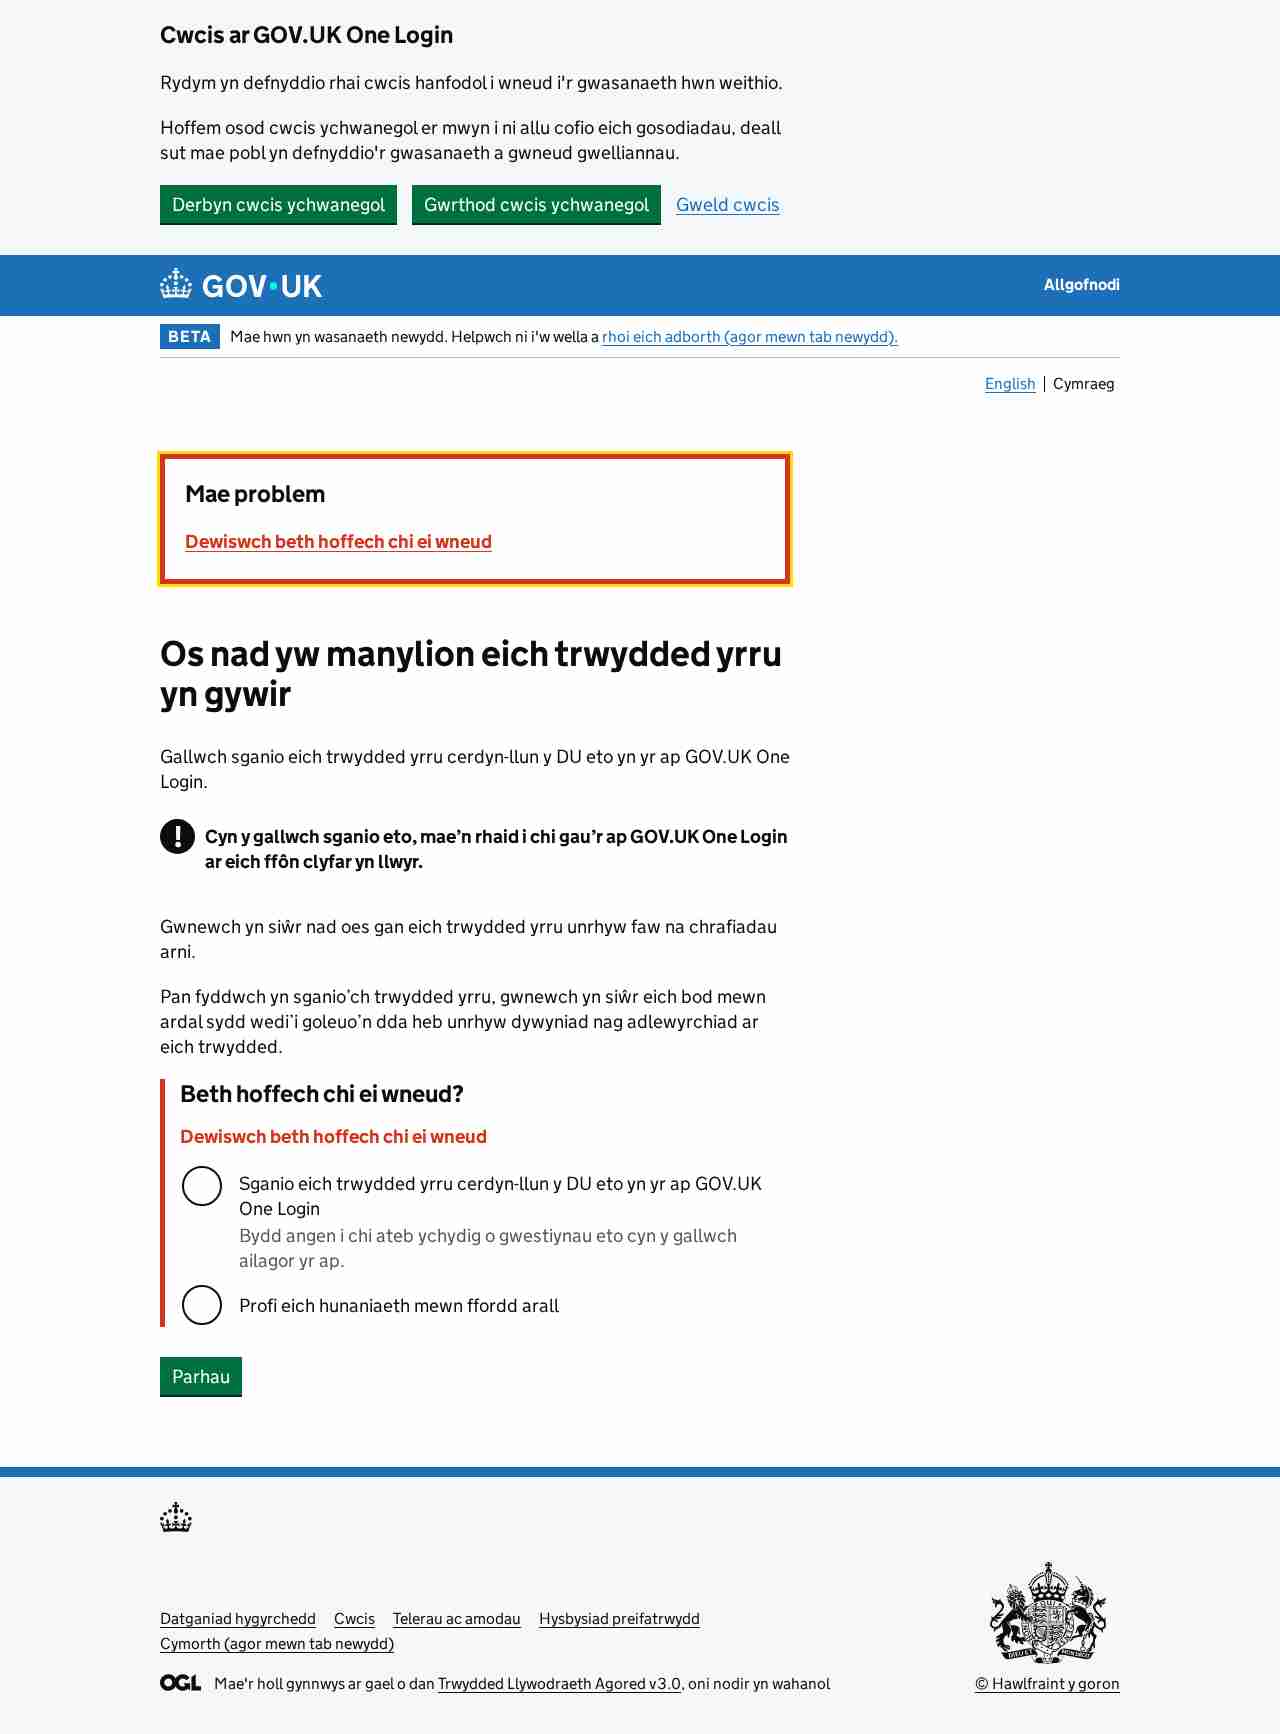 Cwcis ar GOV.UK One Login
Rydym yn defnyddio rhai cwcis hanfodol i wneud i'r gwasanaeth hwn weithio.
Hoffem osod cwcis ychwanegol er mwyn i ni allu cofio eich gosodiadau, deall
sut mae pobl yn defnyddio'r gwasanaeth a gwneud gwelliannau.
Derbyn cwcis ychwanegol Gwrthod cwcis ychwanegol Gweld cwcis
GOV·UK Allgofnodi
BETA Mae hwn yn wasanaeth newydd. Helpwch ni i'w wella a rhoi eich adborth (agor mewn tab newydd).
English Cymraeg
Mae problem
Dewiswch beth hoffech chi ei wneud
Os nad yw manylion eich trwydded yrru
yn gywir
Gallwch sganio eich trwydded yrru cerdyn-llun y DU eto yn yr ap GOV.UK One
Login.
! Cyn y gallwch sganio eto, mae’n rhaid i chi gau’r ap GOV.UK One Login
ar eich ffôn clyfar yn llwyr.
Gwnewch yn siŵr nad oes gan eich trwydded yrru unrhyw faw na chrafiadau
arni.
Pan fyddwch yn sganio’ch trwydded yrru, gwnewch yn siŵr eich bod mewn
ardal sydd wedi’i goleuo’n dda heb unrhyw dywyniad nag adlewyrchiad ar
eich trwydded.
Beth hoffech chi ei wneud?
Dewiswch beth hoffech chi ei wneud
Sganio eich trwydded yrru cerdyn-llun y DU eto yn yr ap GOV.UK
One Login
Bydd angen i chi ateb ychydig o gwestiynau eto cyn y gallwch
ailagor yr ap.
Profi eich hunaniaeth mewn ffordd arall
Parhau
Datganiad hygyrchedd Cwcis Telerau ac amodau Hysbysiad preifatrwydd
Cymorth (agor mewn tab newydd)
OGL Mae'r holl gynnwys ar gael o dan Trwydded Llywodraeth Agored v3.0, oni nodir yn wahanol
© Hawlfraint y goron